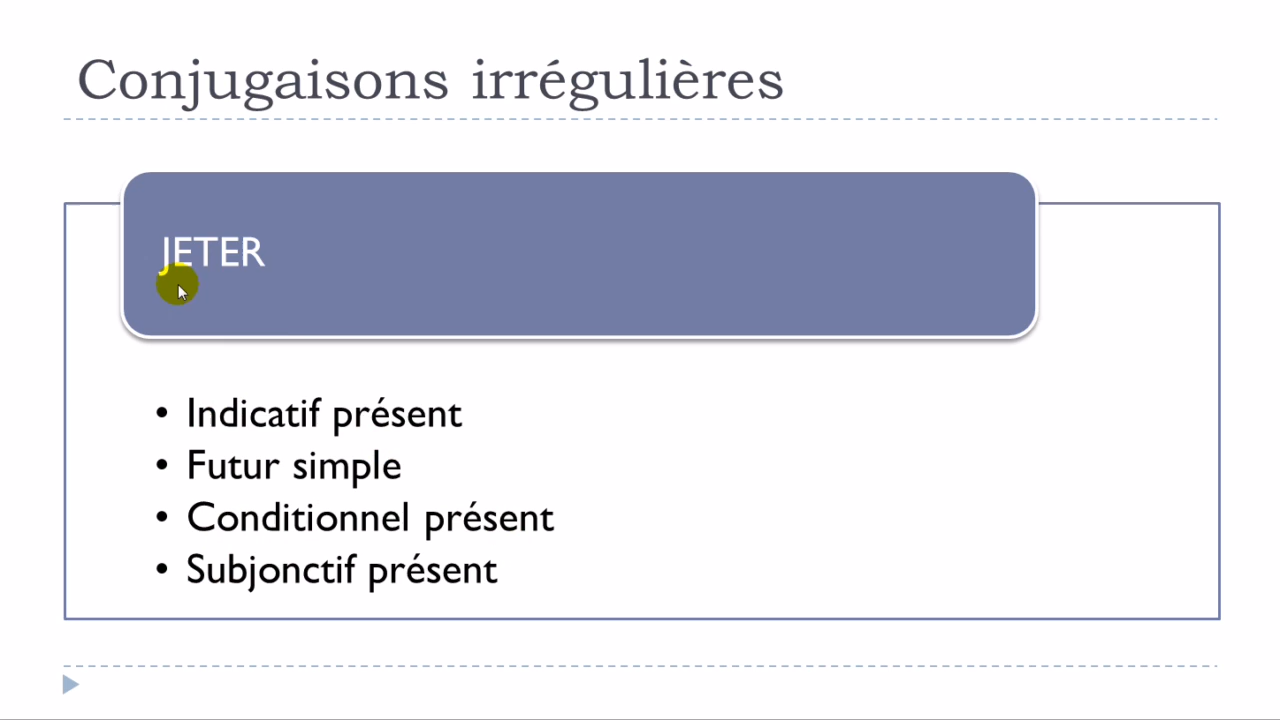 Conjugaisons irrégulières
JETER
• Indicatif présent
• Futur simple
• Conditionnel présent
• Subjonctif présent